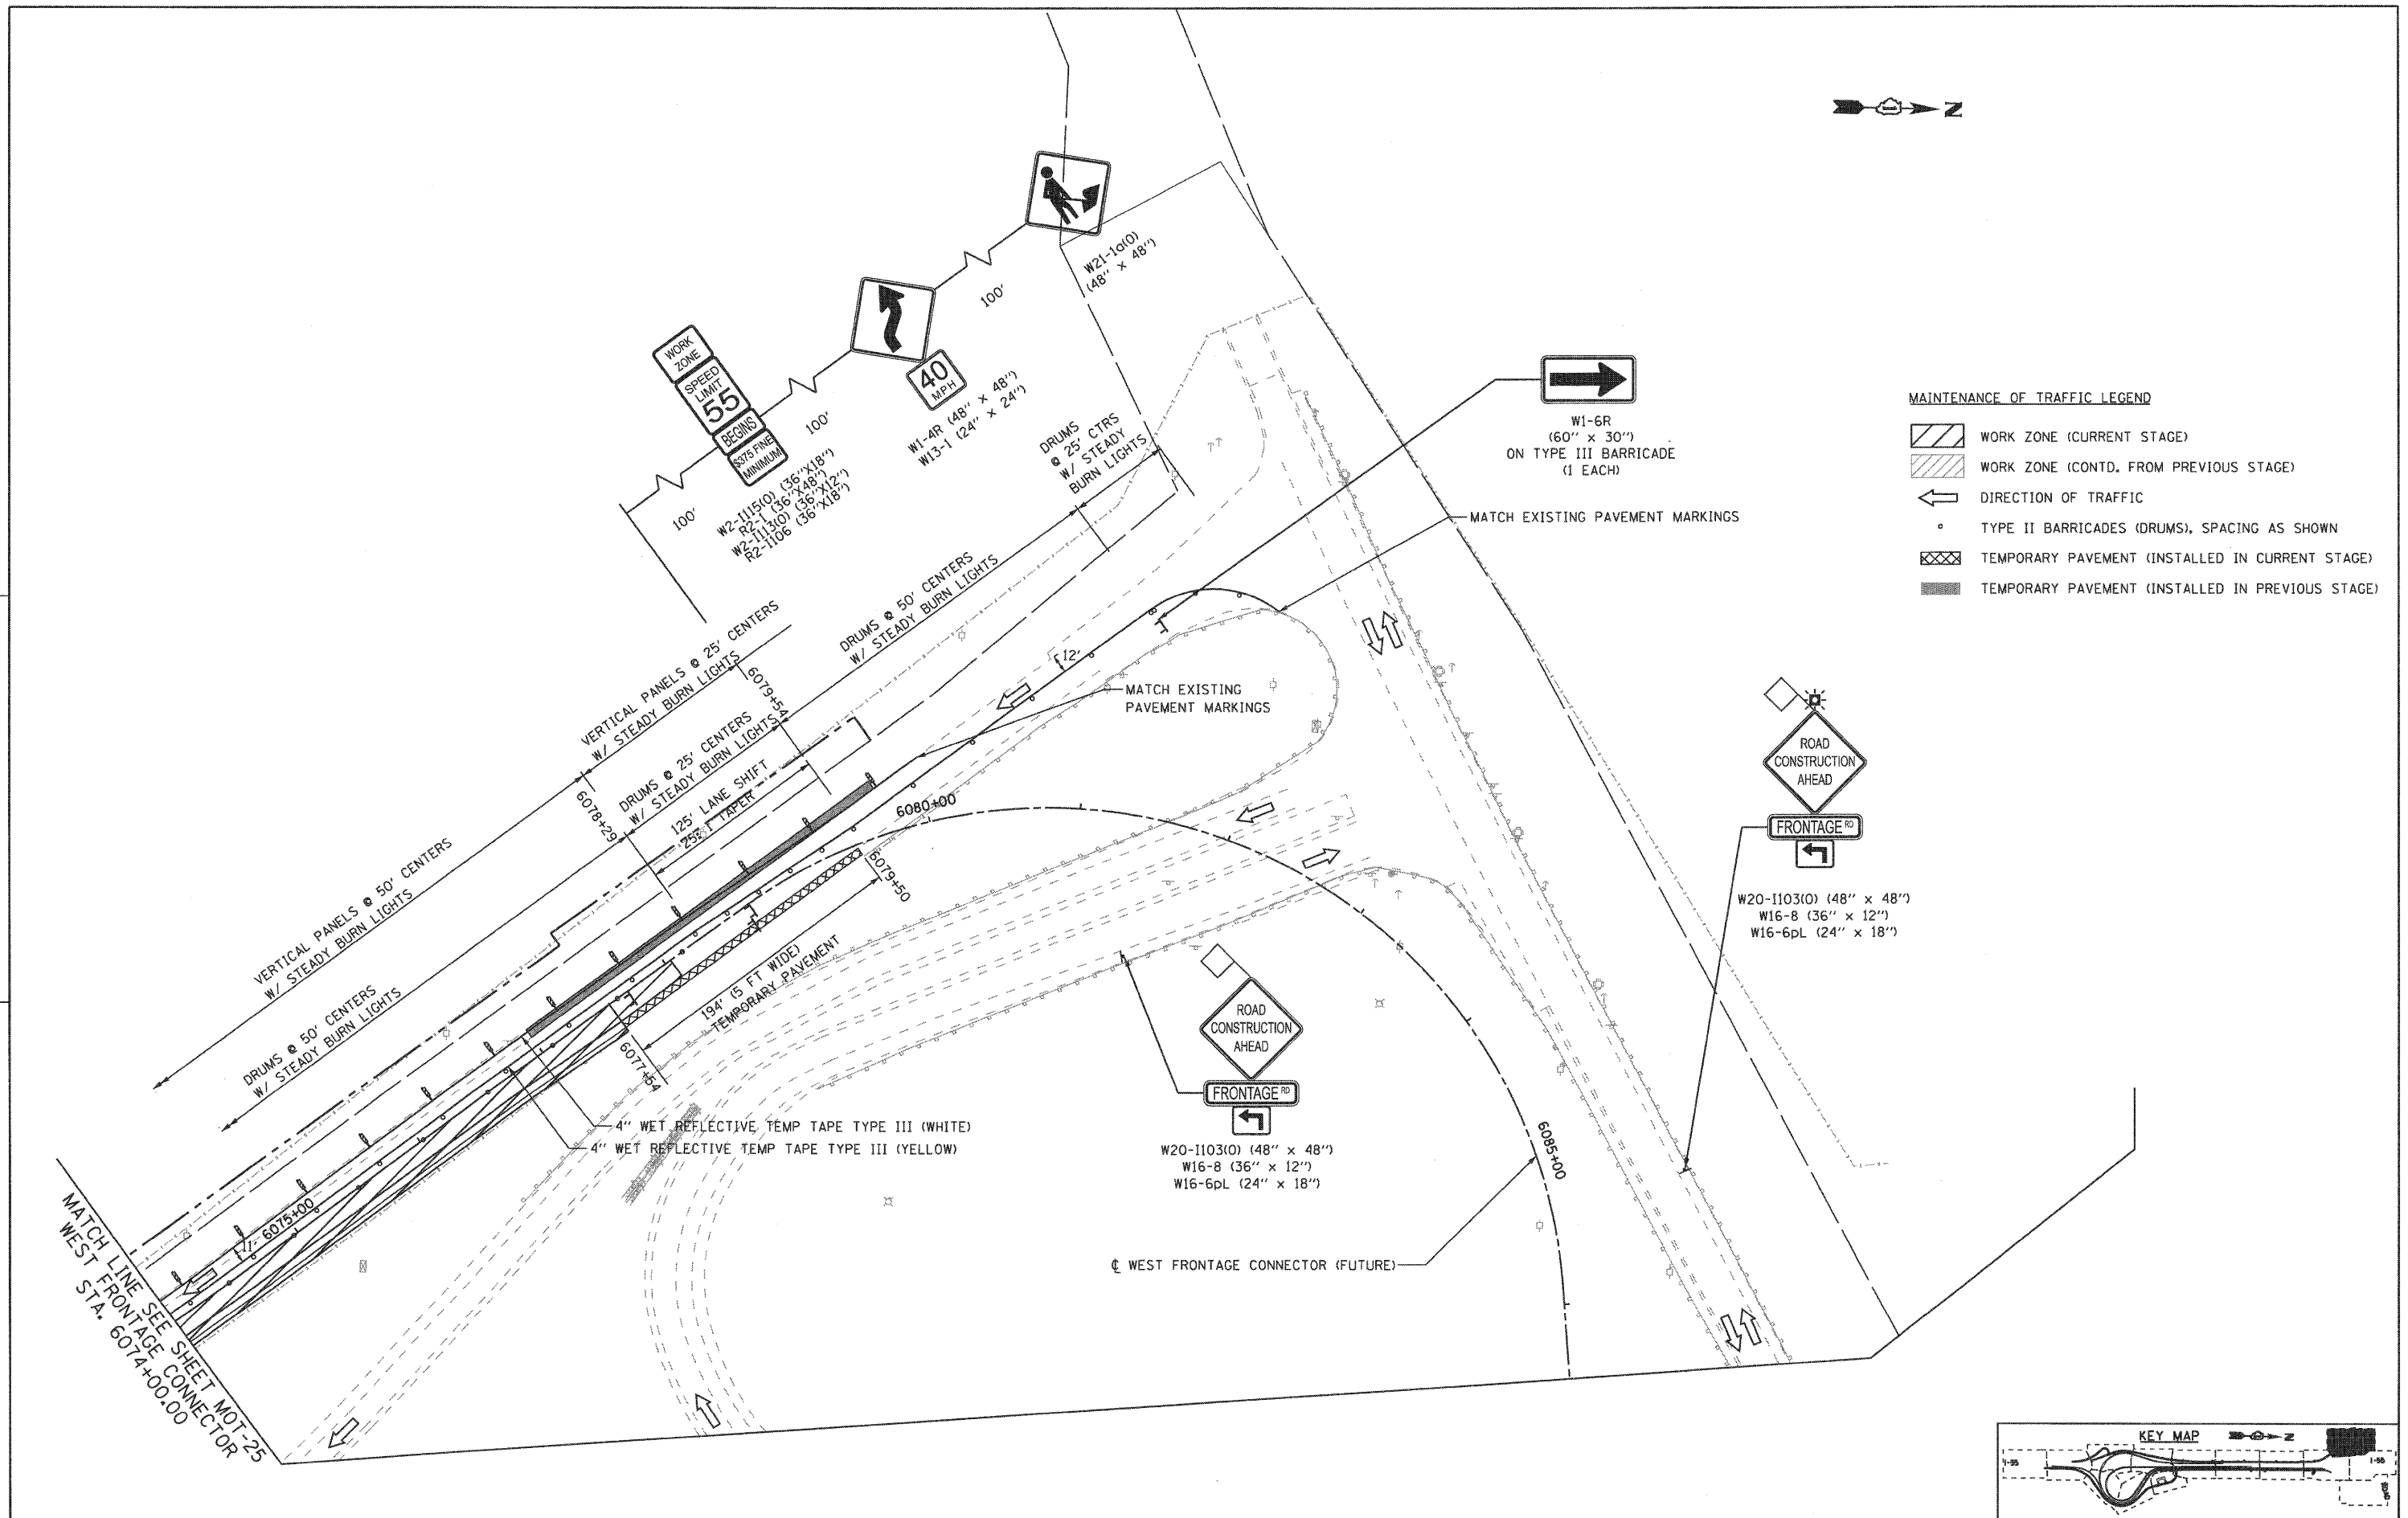 N
W21-1a(O)
(48'' x 48'')
100'
WORK
ZONE
SPEED
LIMIT
55
BEGINS
$375 FINE
MINIMUM
40
MPH
100'
100'
W1-4R (48'' x 48'')
W13-1 (24'' x 24'')
W2-I115(O) (36''X18'')
R2-1 (36''X48'')
W2-I113(O) (36''X12'')
R2-I106 (36''X18'')
DRUMS
@ 25' CTRS
W/ STEADY
BURN LIGHTS
W1-6R
(60'' x 30'')
ON TYPE III BARRICADE
(1 EACH)
MATCH EXISTING PAVEMENT MARKINGS
MAINTENANCE OF TRAFFIC LEGEND
WORK ZONE (CURRENT STAGE)
WORK ZONE (CONTD. FROM PREVIOUS STAGE)
DIRECTION OF TRAFFIC
TYPE II BARRICADES (DRUMS), SPACING AS SHOWN
TEMPORARY PAVEMENT (INSTALLED IN CURRENT STAGE)
TEMPORARY PAVEMENT (INSTALLED IN PREVIOUS STAGE)
DRUMS @ 50' CENTERS
W/ STEADY BURN LIGHTS
VERTICAL PANELS @ 25' CENTERS
W/ STEADY BURN LIGHTS
6079+54
12'
MATCH EXISTING
PAVEMENT MARKINGS
DRUMS @ 25' CENTERS
W/ STEADY BURN LIGHTS
6078+29
125' LANE SHIFT
25:1 TAPER
6080+00
6079+50
VERTICAL PANELS @ 50' CENTERS
W/ STEADY BURN LIGHTS
DRUMS @ 50' CENTERS
W/ STEADY BURN LIGHTS
194' (5 FT WIDE)
TEMPORARY PAVEMENT
6077+54
ROAD
CONSTRUCTION
AHEAD
FRONTAGE RD
W20-I103(O) (48'' x 48'')
W16-8 (36'' x 12'')
W16-6pL (24'' x 18'')
ROAD
CONSTRUCTION
AHEAD
FRONTAGE RD
W20-I103(O) (48'' x 48'')
W16-8 (36'' x 12'')
W16-6pL (24'' x 18'')
4'' WET REFLECTIVE TEMP TAPE TYPE III (WHITE)
4'' WET REFLECTIVE TEMP TAPE TYPE III (YELLOW)
6085+00
℄ WEST FRONTAGE CONNECTOR (FUTURE)
11'
6075+00
MATCH LINE SEE SHEET MOT-25
WEST FRONTAGE CONNECTOR
STA. 6074+00.00
KEY MAP
N
I-55
I-55